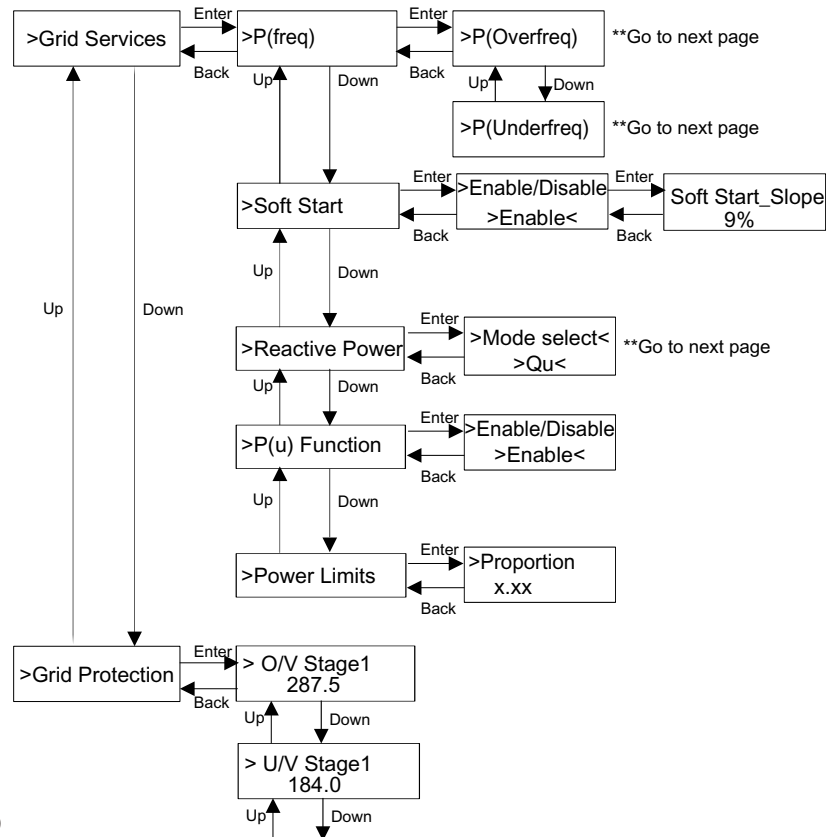 >Grid Services
Enter
Back
>P(freq)
Enter
Back
>P(Overfreq)
**Go to next page
Up
Down
Up
Down
>P(Underfreq)
**Go to next page
>Soft Start
Enter
Back
>Enable/Disable
>Enable<
Enter
Back
Soft Start_Slope
9%
Up
Down
Up
Down
>Reactive Power
Enter
Back
>Mode select<
>Qu<
**Go to next page
Up
Down
>P(u) Function
Enter
Back
>Enable/Disable
>Enable<
Up
Down
>Power Limits
Enter
Back
>Proportion
x.xx
>Grid Protection
Enter
Back
> O/V Stage1
287.5
Up
Down
> U/V Stage1
184.0
Up
Down